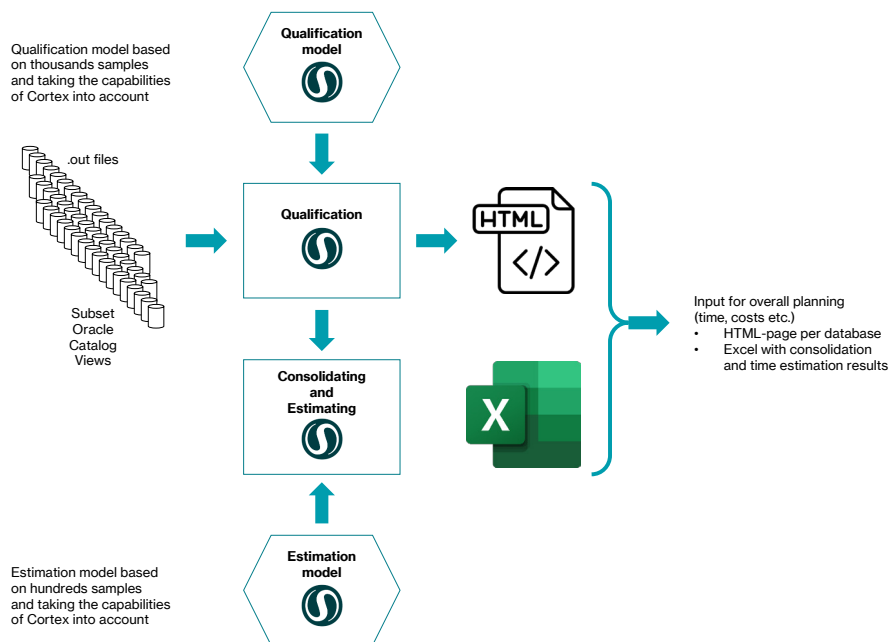 Qualification model based
on thousands samples
and taking the capabilities
of Cortex into account
Qualification
model
.out files
Subset
Oracle
Catalog
Views
Qualification
HTML
</>
Consolidating
and
Estimating
X
Input for overall planning
(time, costs etc.)
• HTML-page per database
• Excel with consolidation
and time estimation results
Estimation
model
Estimation model based
on hundreds samples
and taking the capabilities
of Cortex into account